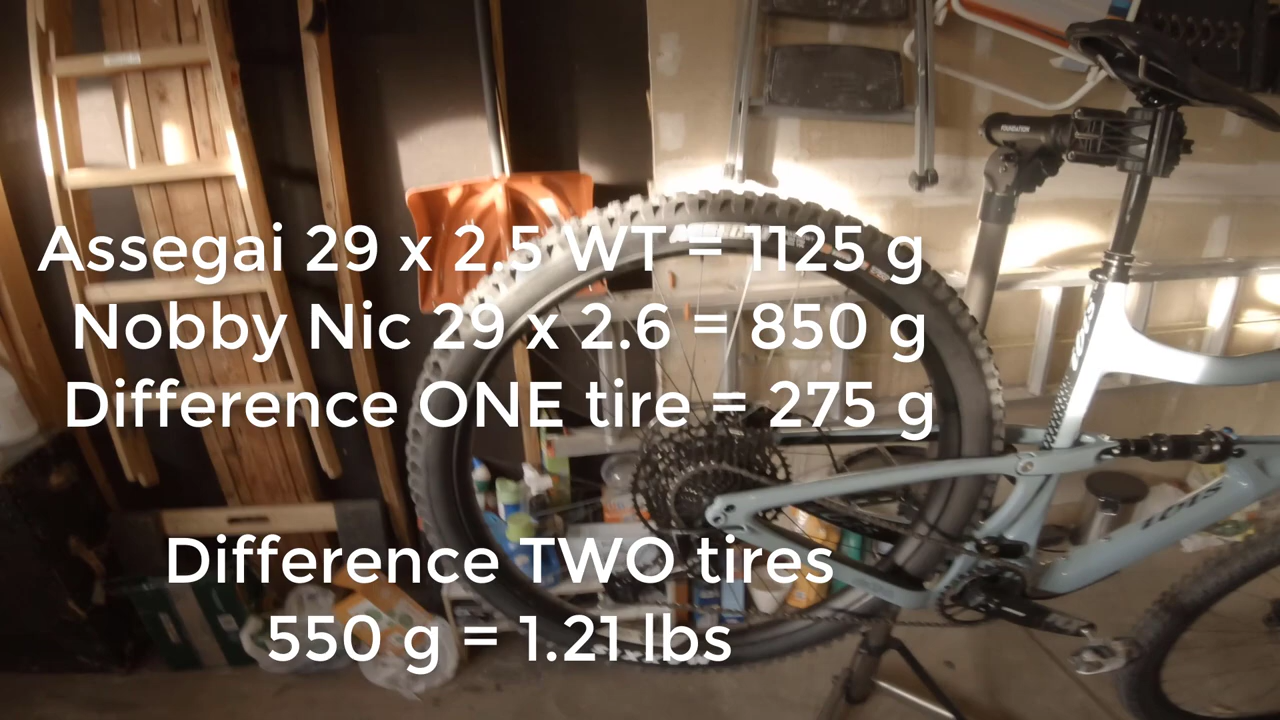 Assegai 29 x 2.5 WT = 1125 g
Nobby Nic 29 x 2.6 = 850 g
Difference ONE tire = 275 g
Difference TWO tires
550 g = 1.21 lbs
FOUNDATION